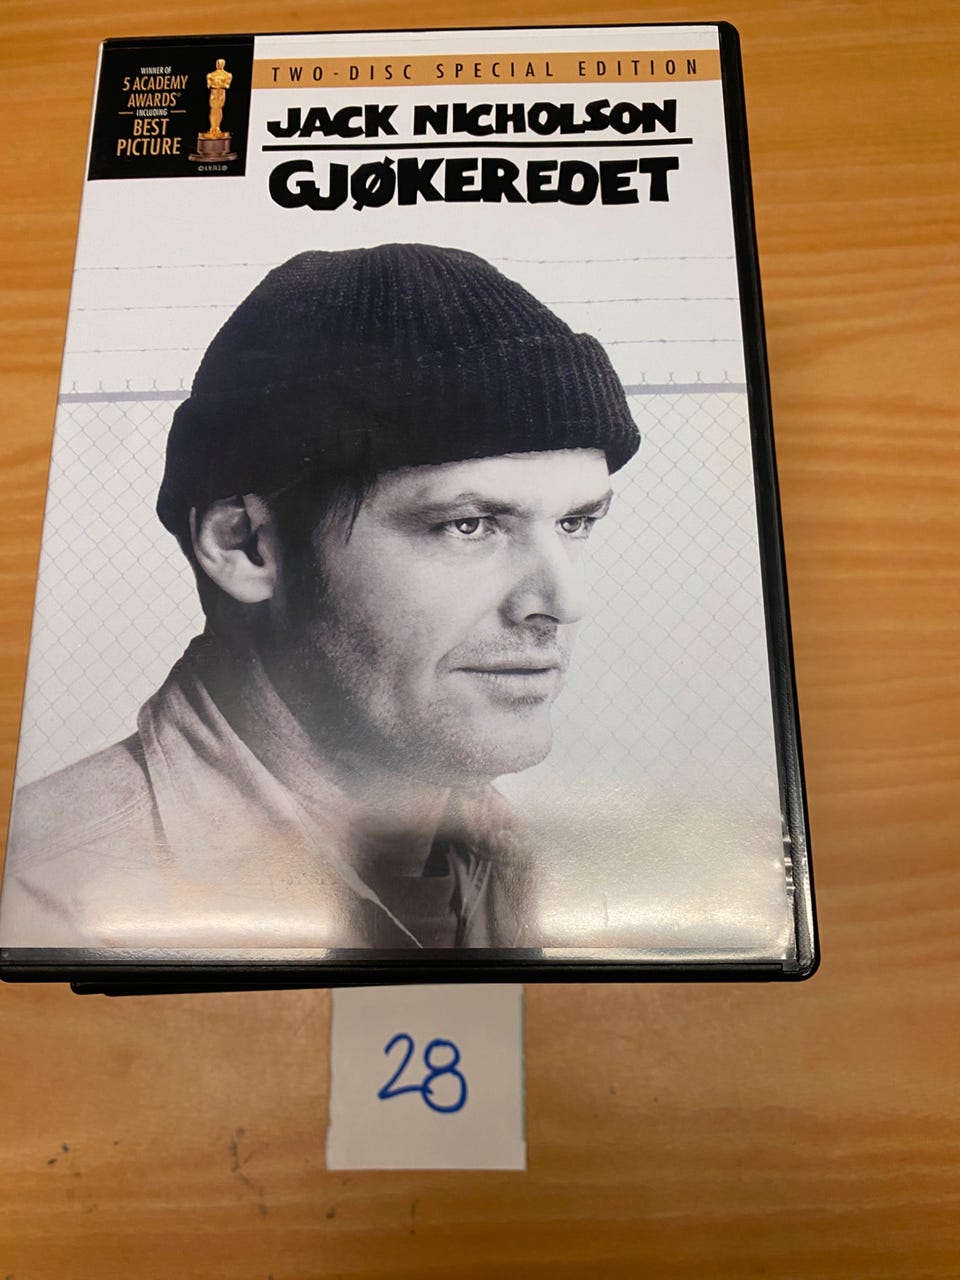 WINNER OF
5 ACADEMY
AWARDS®
INCLUDING
BEST
PICTURE
©A.M.P.A.S.®
TWO-DISC SPECIAL EDITION
JACK NICHOLSON
GJØKEREDET
28